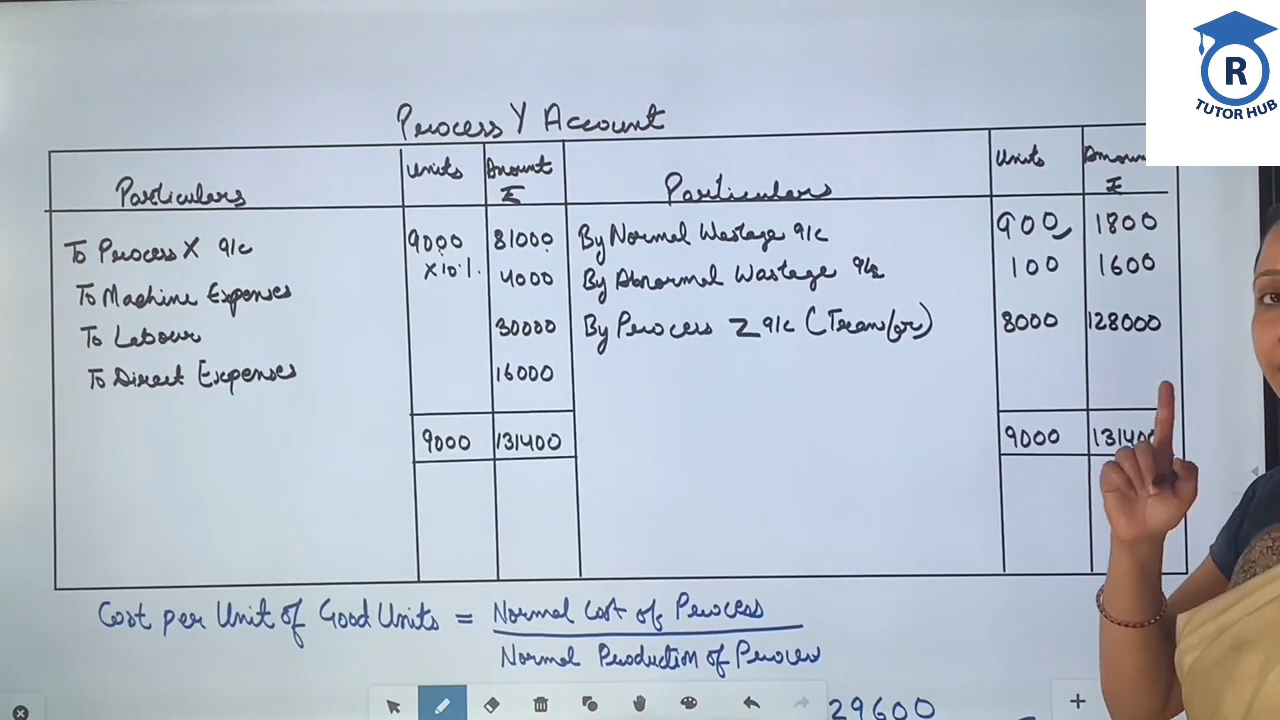 R
TUTOR HUB
Process Y Account
Particulars Units Amount ₹ Particulars Units Amount ₹
To Process X a/c 9000 81000 By Normal Wastage a/c 900 1800
×10% 
To Machine Expenses 4000 By Abnormal Wastage a/c 100 1600
To Labour 30000 By Process Z a/c (Transfer) 8000 128000
To Direct Expenses 16000
9000 131400 9000 131400
Cost per Unit of Good Units = Normal Cost of Process
Normal Production of Process
29600